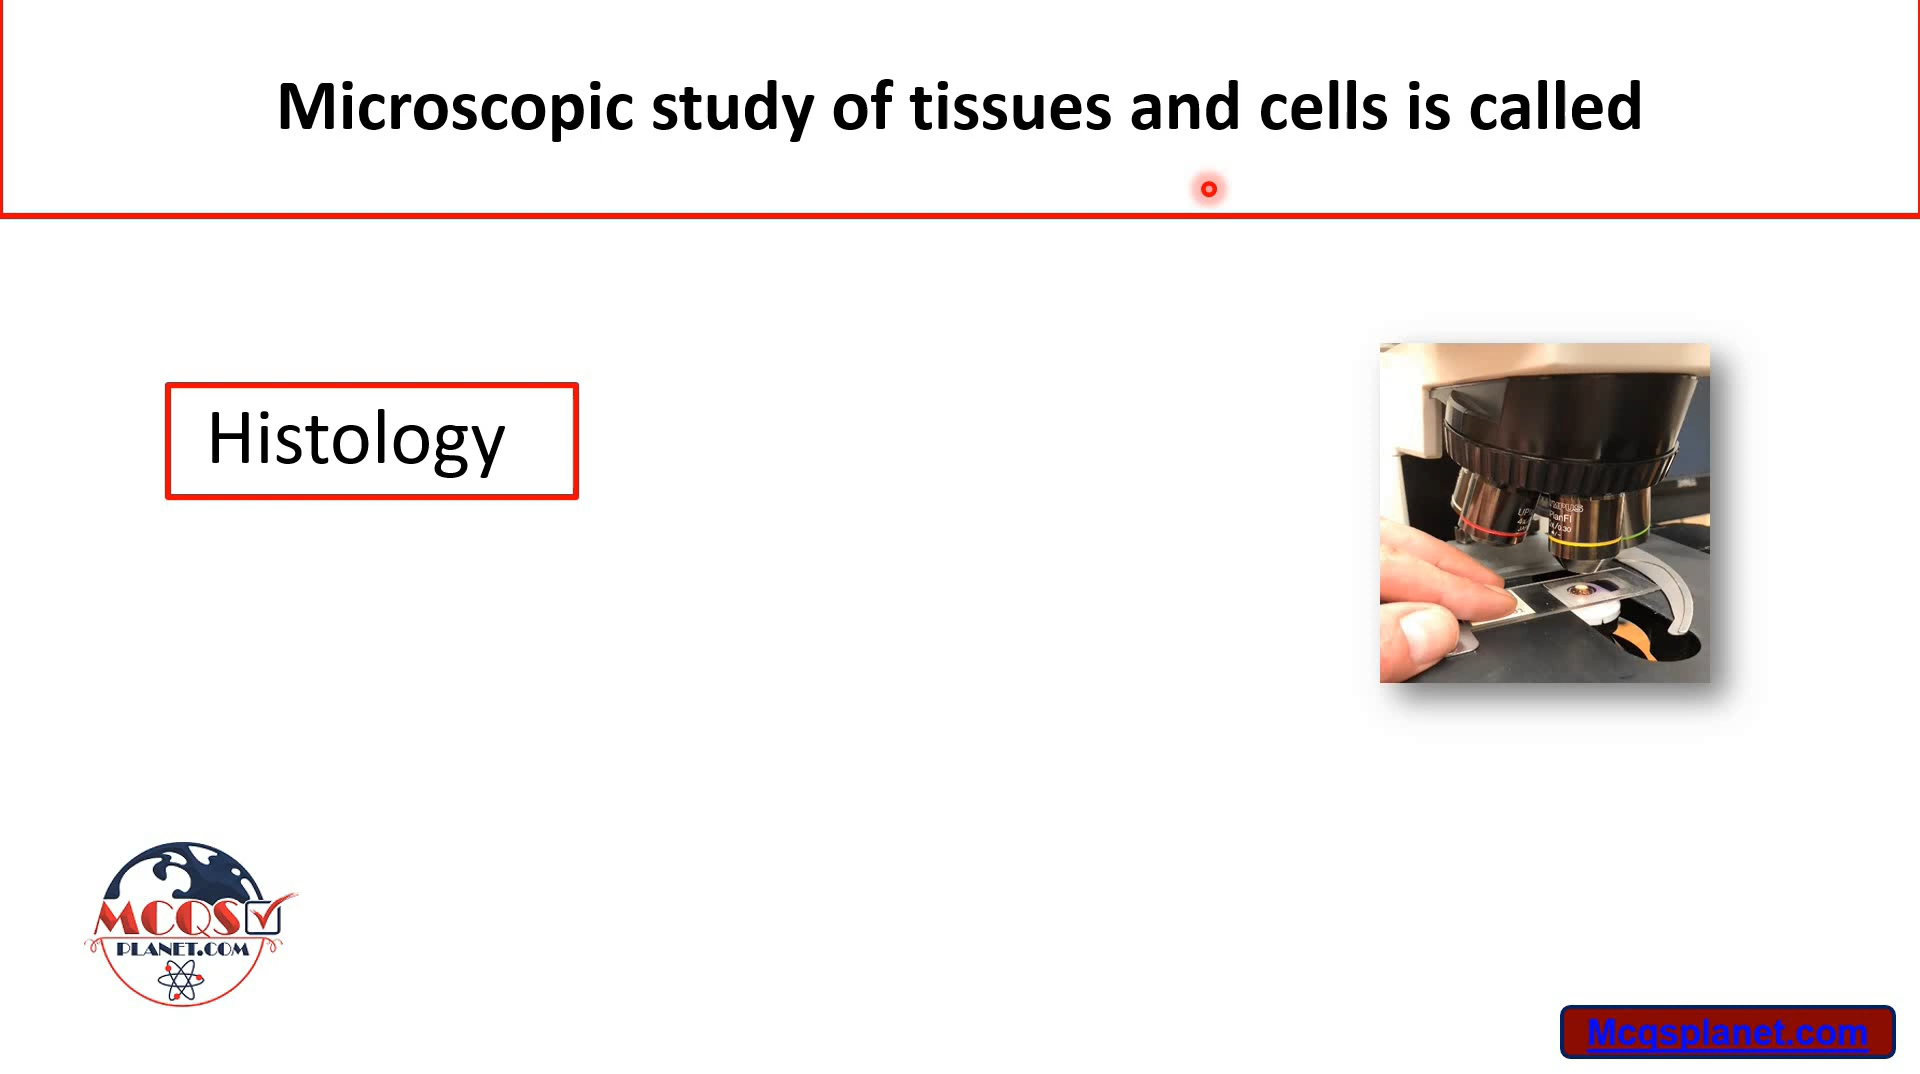 Microscopic study of tissues and cells is called
Histology
MCQS
PLANET.COM
Mcqsplanet.com